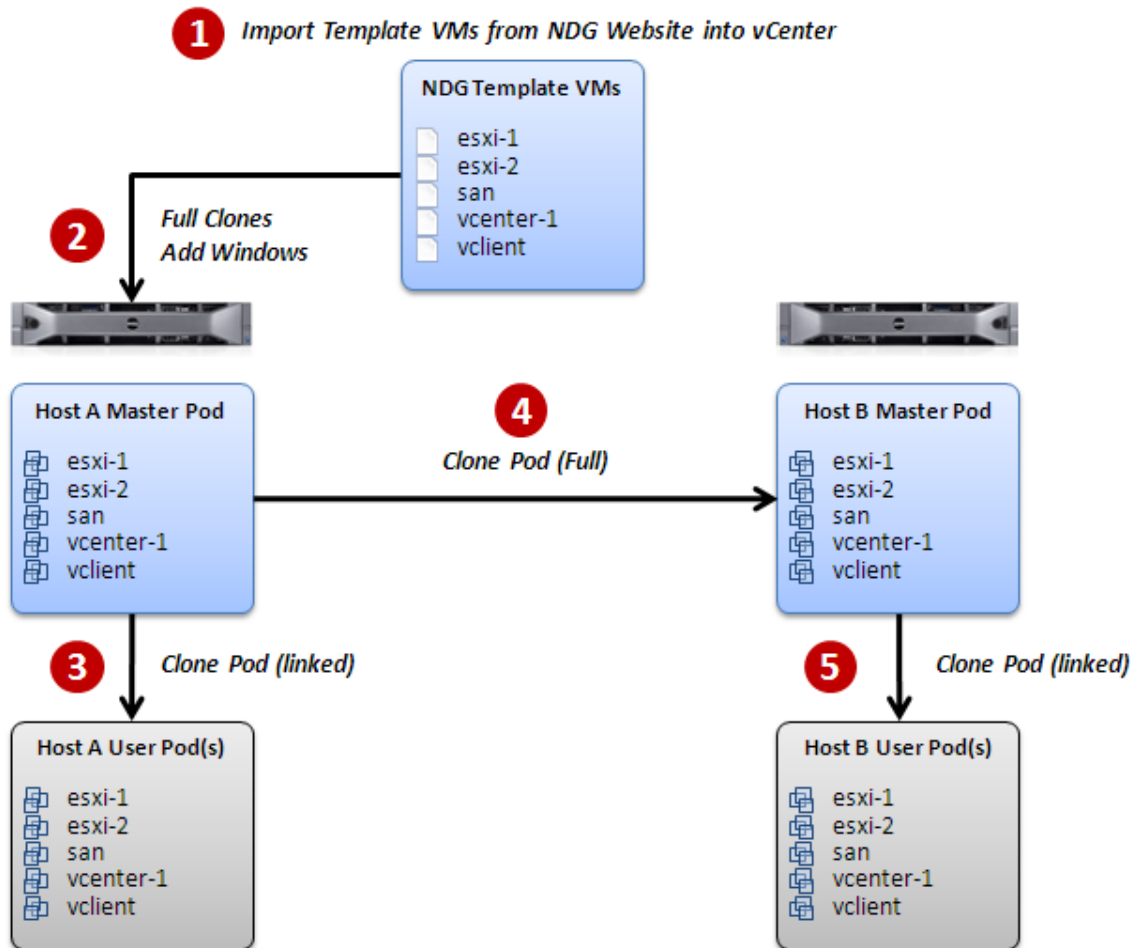 1 Import Template VMs from NDG Website into vCenter
NDG Template VMs
esxi-1
esxi-2
san
vcenter-1
vclient
2
Full Clones
Add Windows
Host A Master Pod
esxi-1
esxi-2
san
vcenter-1
vclient
4
Clone Pod (Full)
Host B Master Pod
esxi-1
esxi-2
san
vcenter-1
vclient
3 Clone Pod (linked)
5 Clone Pod (linked)
Host A User Pod(s)
esxi-1
esxi-2
san
vcenter-1
vclient
Host B User Pod(s)
esxi-1
esxi-2
san
vcenter-1
vclient